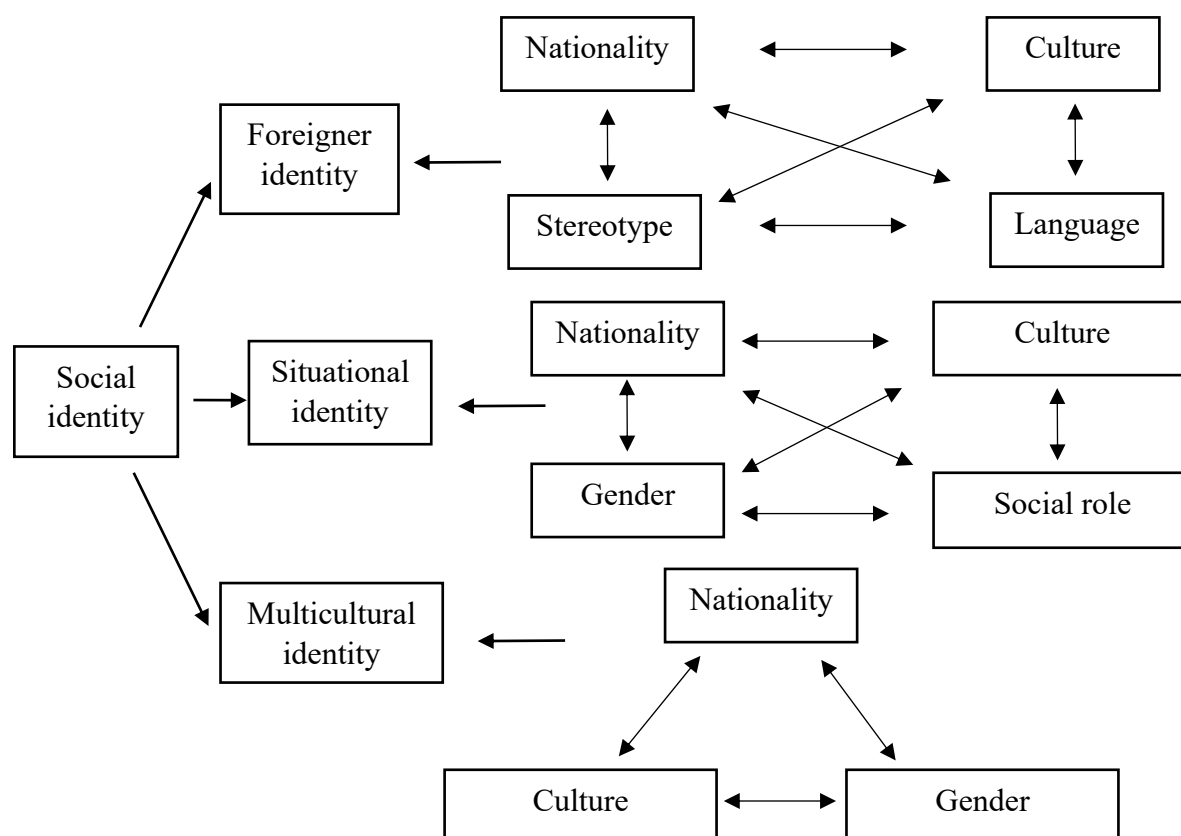 Nationality
Culture
Foreigner
identity
Stereotype
Language
Nationality
Culture
Social
identity
Situational
identity
Gender
Social role
Multicultural
identity
Nationality
Culture
Gender